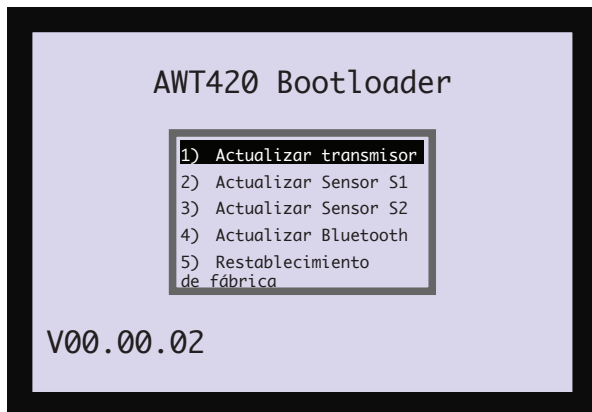 AWT420 Bootloader
1) Actualizar transmisor
2) Actualizar Sensor S1
3) Actualizar Sensor S2
4) Actualizar Bluetooth
5) Restablecimiento
de fábrica
V00.00.02